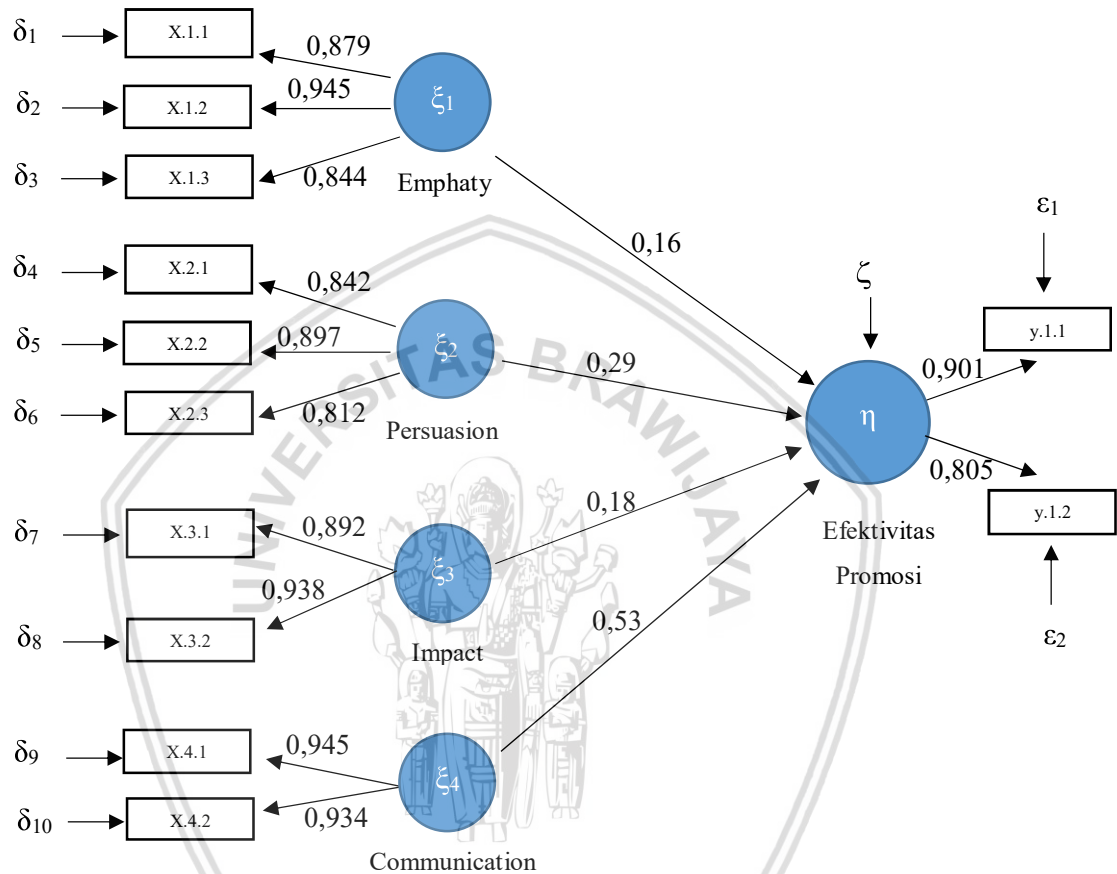 δ1
X.1.1
0,879
δ2
X.1.2
0,945
ξ1
δ3
X.1.3
0,844
Emphaty
0,16
δ4
X.2.1
0,842
δ5
X.2.2
0,897
ξ2
0,29
δ6
X.2.3
0,812
Persuasion
δ7
X.3.1
0,892
ξ3
0,18
δ8
X.3.2
0,938
Impact
0,53
δ9
X.4.1
0,945
ξ4
δ10
X.4.2
0,934
Communication
ζ
η
Efektivitas
Promosi
ε1
y.1.1
0,901
0,805
y.1.2
ε2
UNIVERSITAS BRAWIJAYA